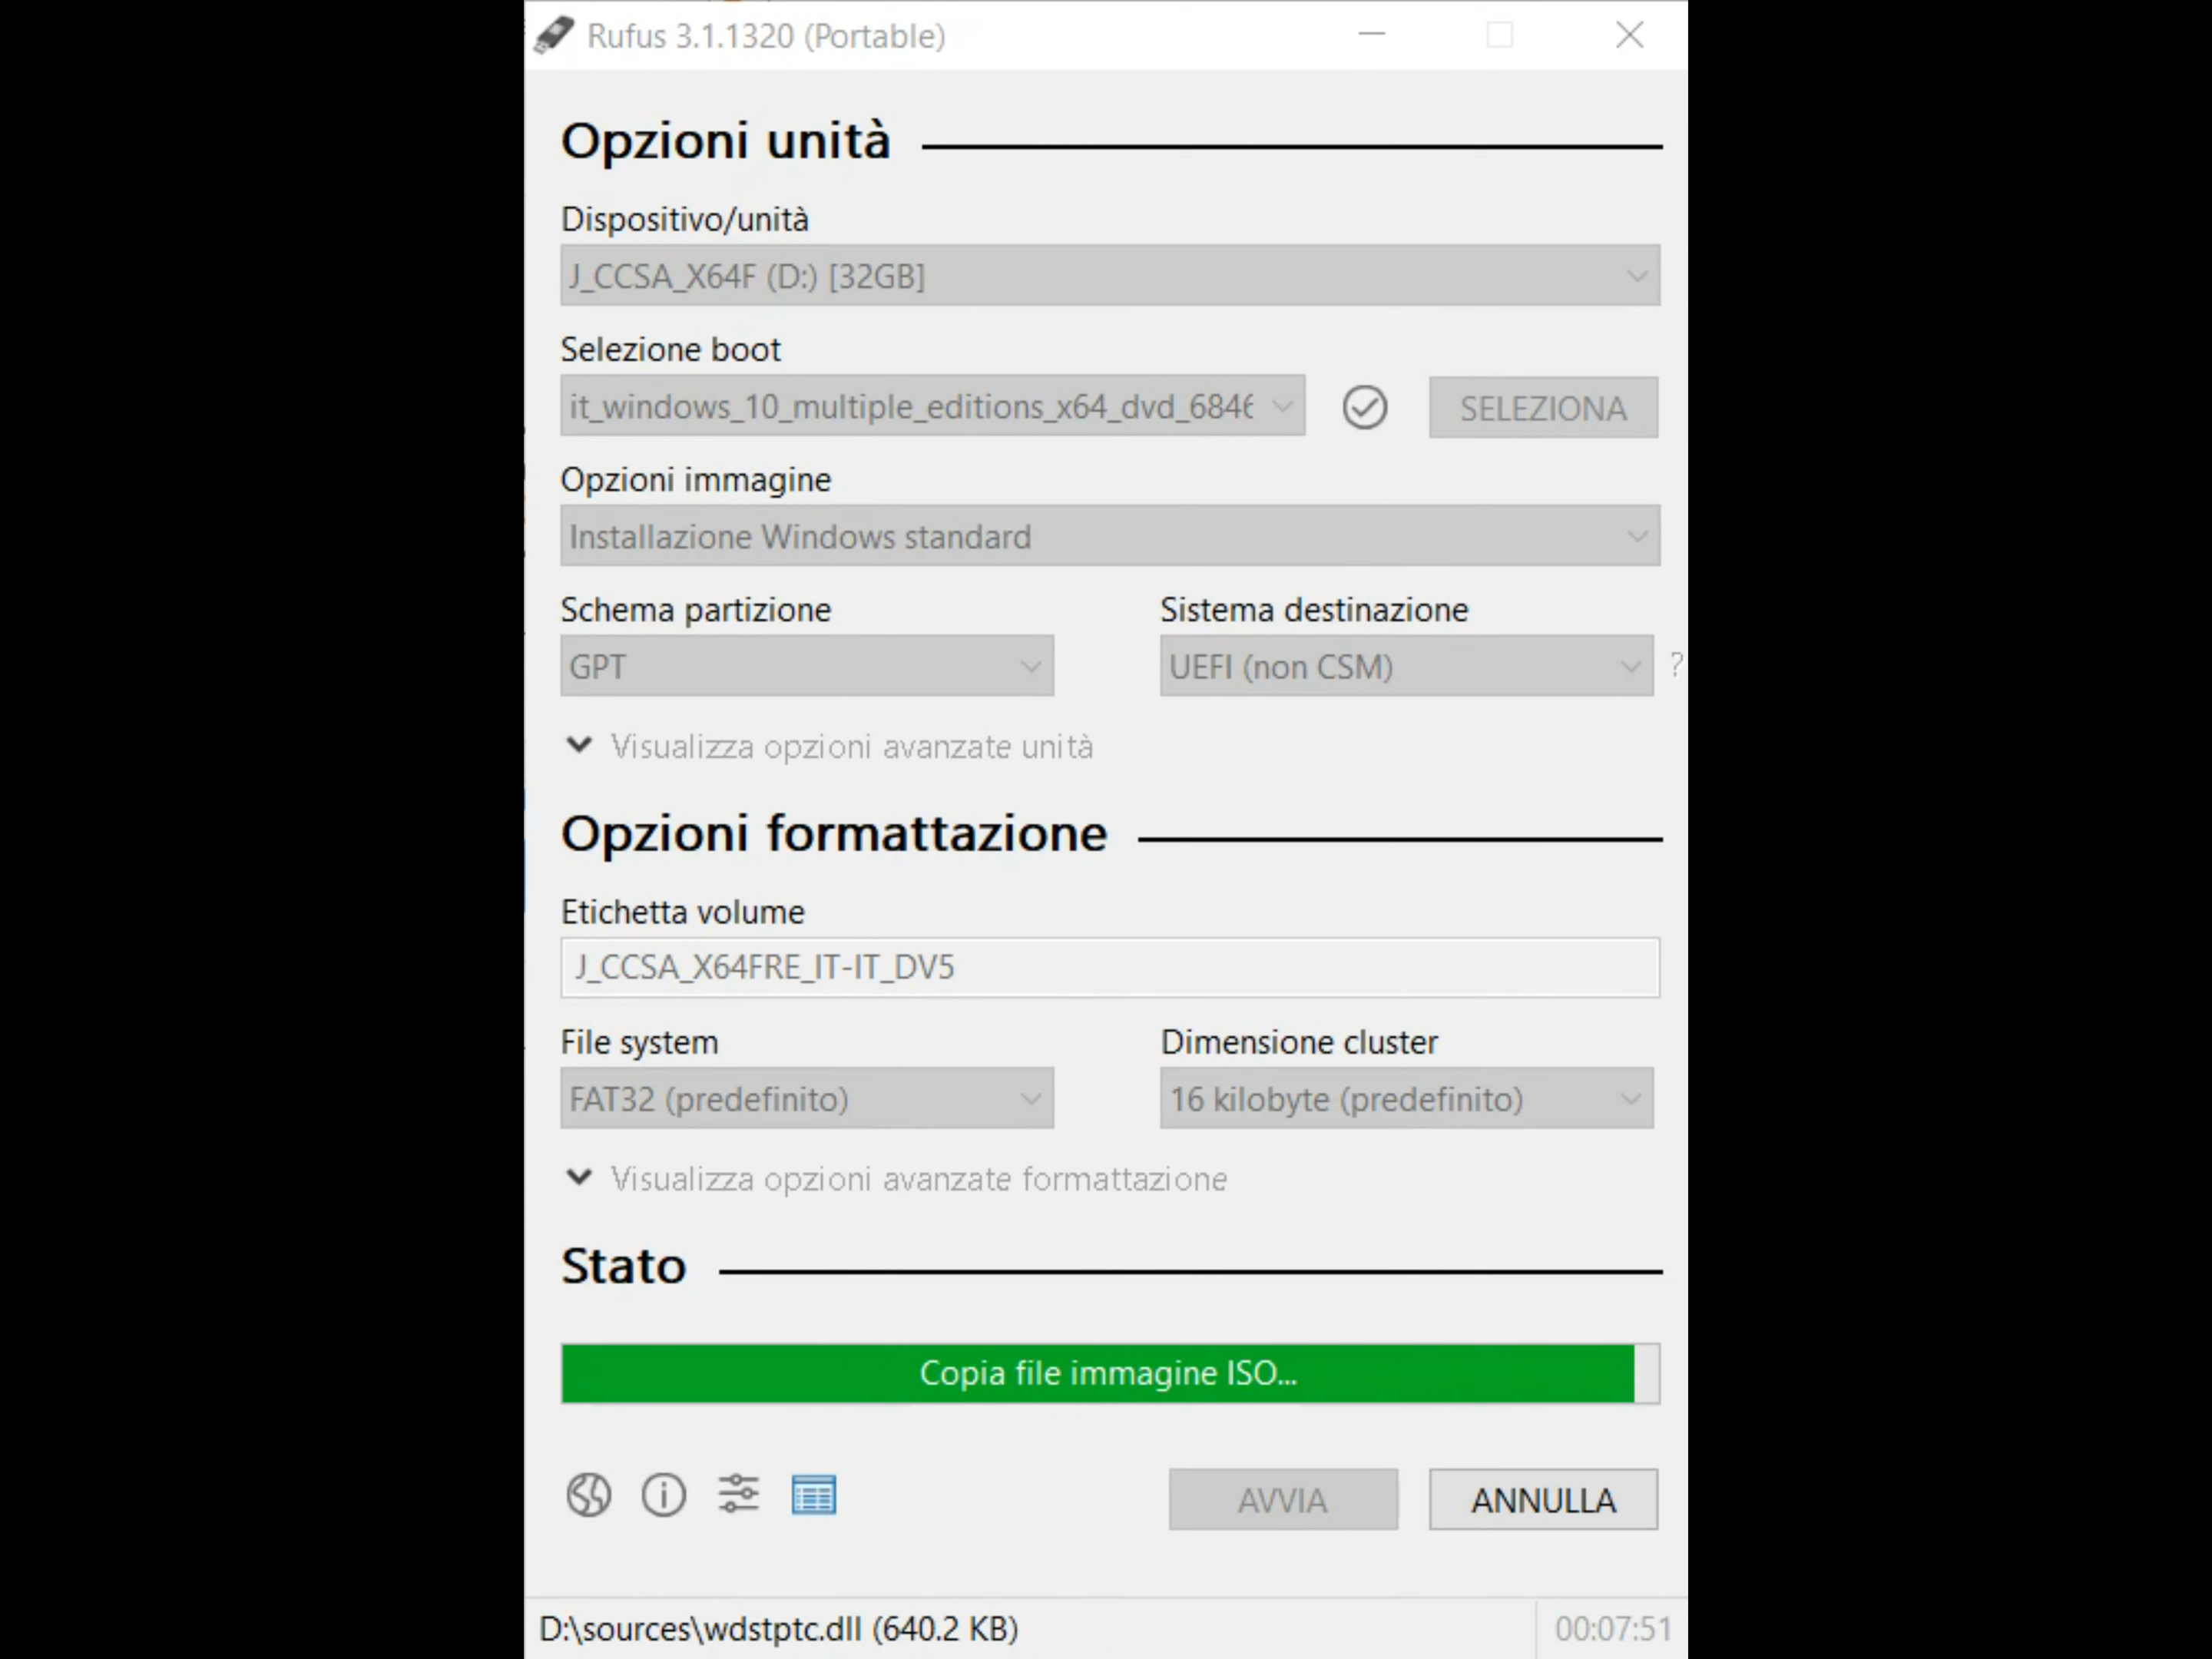 Rufus 3.1.1320 (Portable)
Opzioni unità
Dispositivo/unità
J_CCSA_X64F (D:) [32GB]
Selezione boot
it_windows_10_multiple_editions_x64_dvd_6846
SELEZIONA
Opzioni immagine
Installazione Windows standard
Schema partizione
Sistema destinazione
GPT
UEFI (non CSM)
?
Visualizza opzioni avanzate unità
Opzioni formattazione
Etichetta volume
J_CCSA_X64FRE_IT-IT_DV5
File system
Dimensione cluster
FAT32 (predefinito)
16 kilobyte (predefinito)
Visualizza opzioni avanzate formattazione
Stato
Copia file immagine ISO...
AVVIA
ANNULLA
D:\sources\wdstptc.dll (640.2 KB)
00:07:51